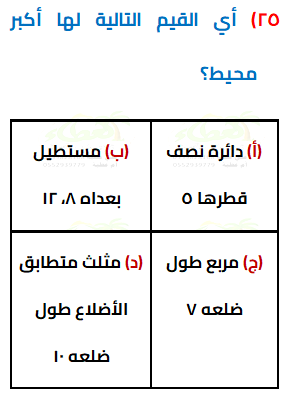 ٢٥) أي القيم التالية لها أكبر
محيط؟
(أ) دائرة نصف
قطرها ٥
(ب) مستطيل
بعداه ٨، ١٢
(ج) مربع طول
ضلعه ٧
(د) مثلث متطابق
الأضلاع طول
ضلعه ١٠